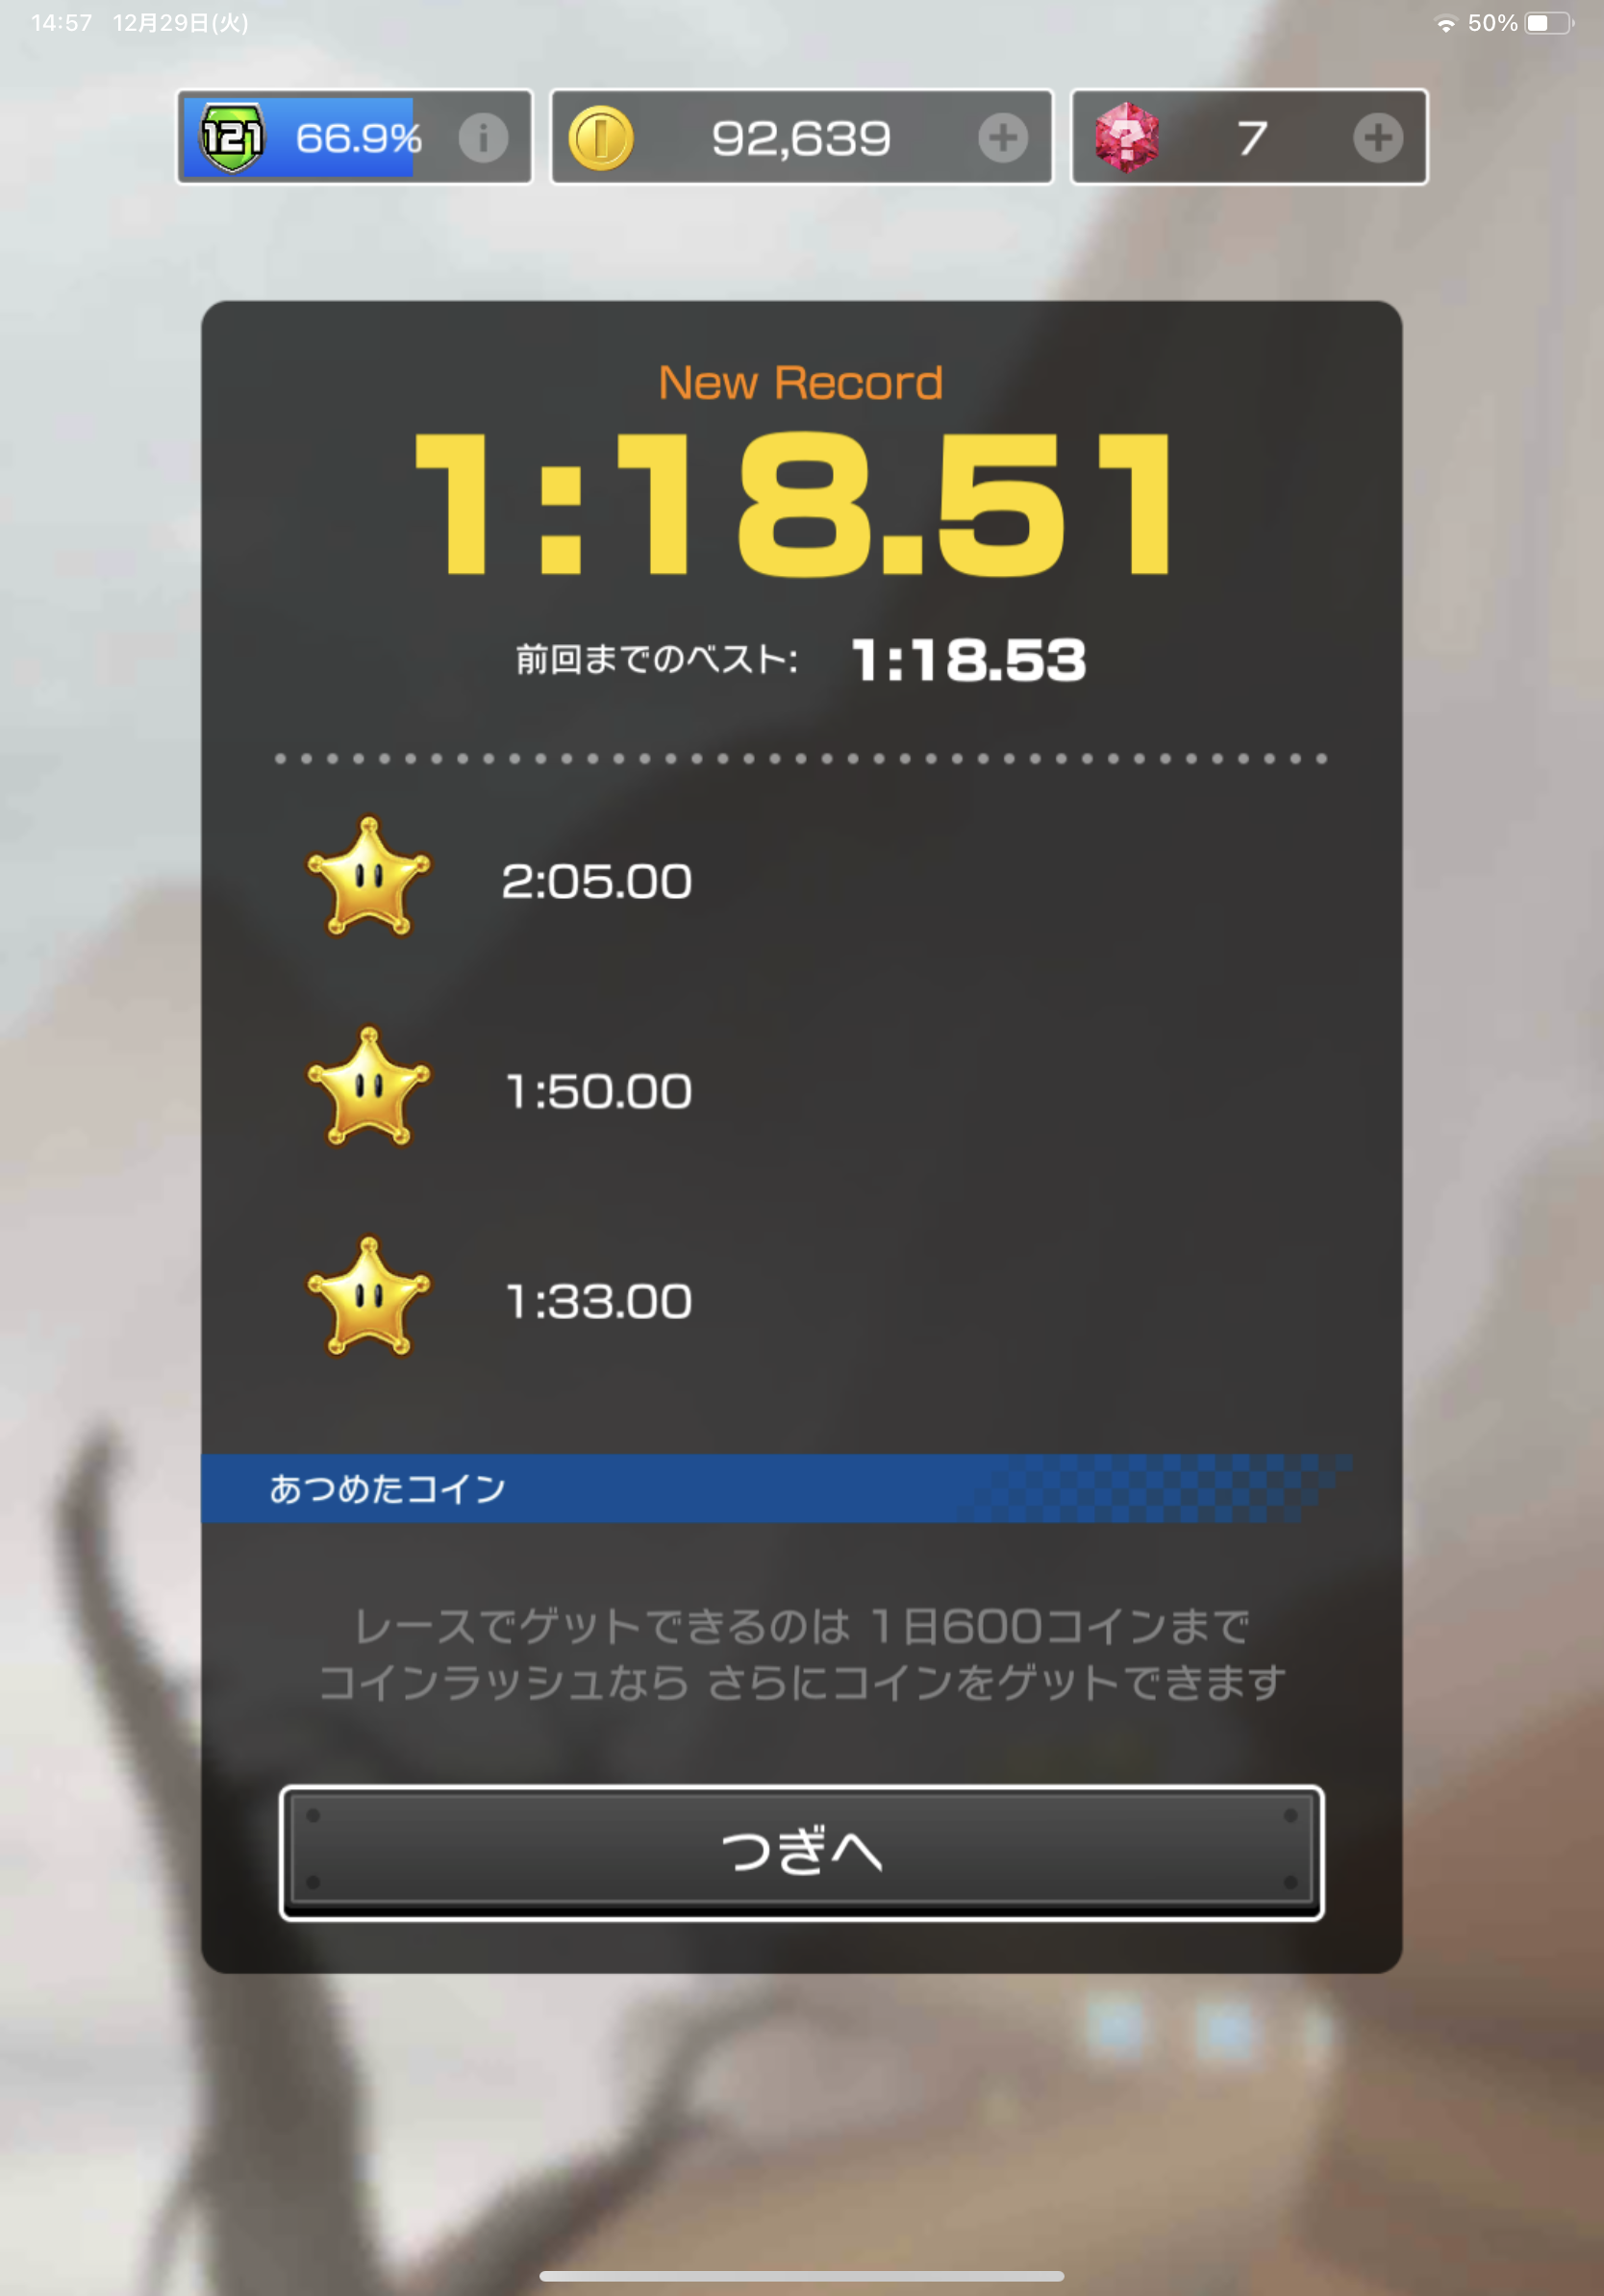 14:57 12月29日(火) 50%
121 66.9% i 92,639 + ? 7 +
New Record
1:18.51
前回までのベスト: 1:18.53
2:05.00
1:50.00
1:33.00
あつめたコイン
レースでゲットできるのは 1日600コインまで
コインラッシュなら さらにコインをゲットできます
つぎへ